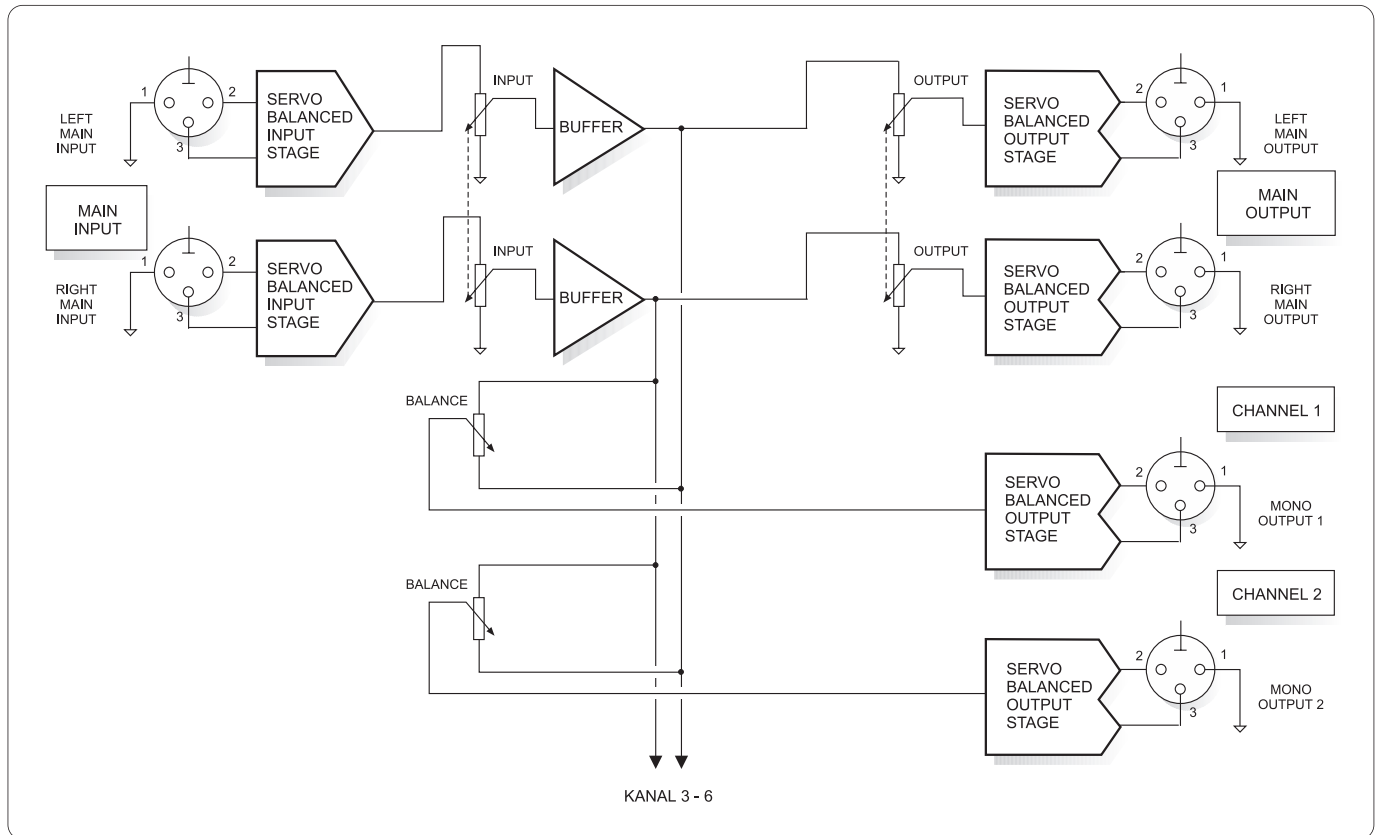 LEFT
MAIN
INPUT
1
2
3
SERVO
BALANCED
INPUT
STAGE
INPUT
BUFFER
OUTPUT
SERVO
BALANCED
OUTPUT
STAGE
2
1
3
LEFT
MAIN
OUTPUT
MAIN
INPUT
MAIN
OUTPUT
RIGHT
MAIN
INPUT
1
2
3
SERVO
BALANCED
INPUT
STAGE
INPUT
BUFFER
OUTPUT
SERVO
BALANCED
OUTPUT
STAGE
2
1
3
RIGHT
MAIN
OUTPUT
BALANCE
CHANNEL 1
SERVO
BALANCED
OUTPUT
STAGE
2
1
3
MONO
OUTPUT 1
BALANCE
CHANNEL 2
SERVO
BALANCED
OUTPUT
STAGE
2
1
3
MONO
OUTPUT 2
KANAL 3 - 6